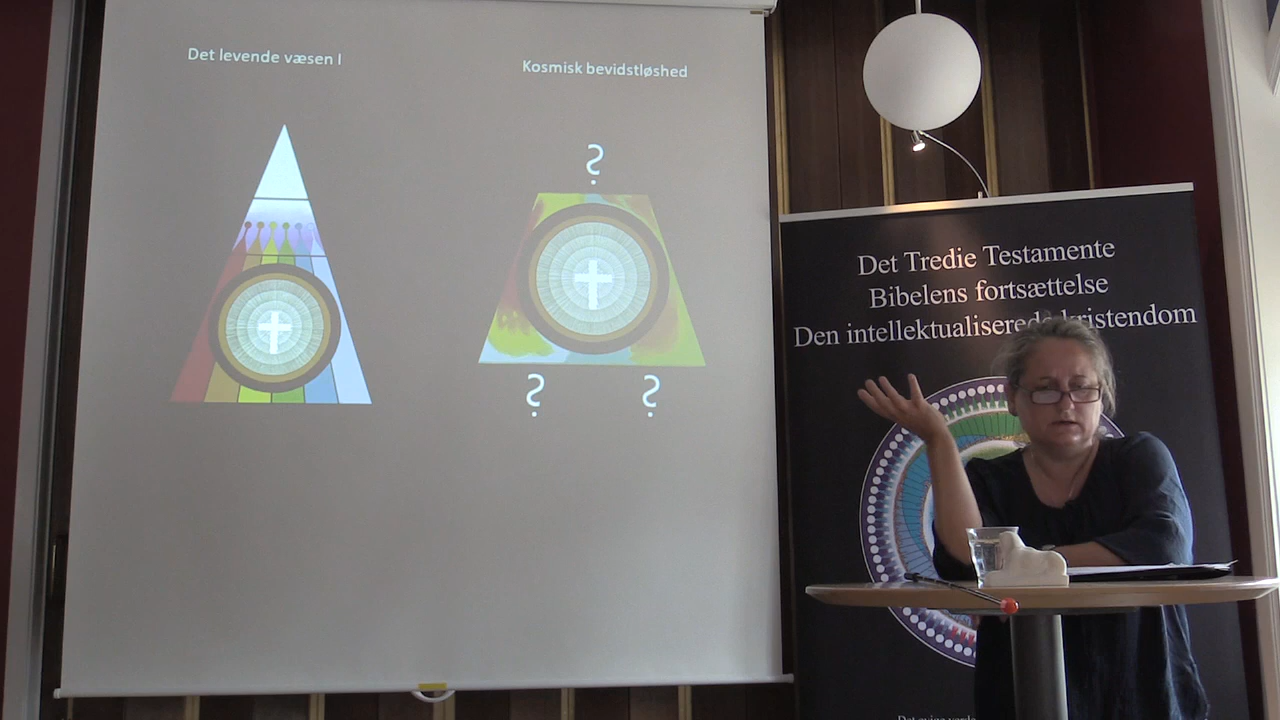 Det levende væsen I
Kosmisk bevidstløshed
?
? ?
Det Tredie Testamente
Bibelens fortsættelse
Den intellektualiserede kristendom